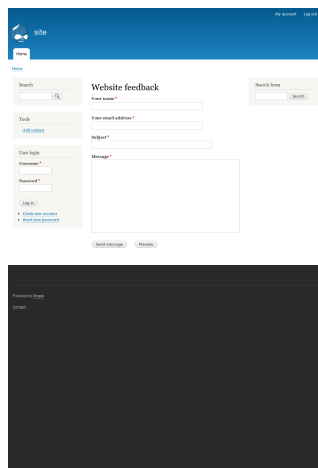 My account Log out
site
Home
Home
Search
Tools
Add content
User login
Username *
Password *
Log in
Create new account
Reset your password
Website feedback
Your name *
Your email address *
Subject *
Message *
Send message Preview
Search form
Search
Powered by Drupal
Contact